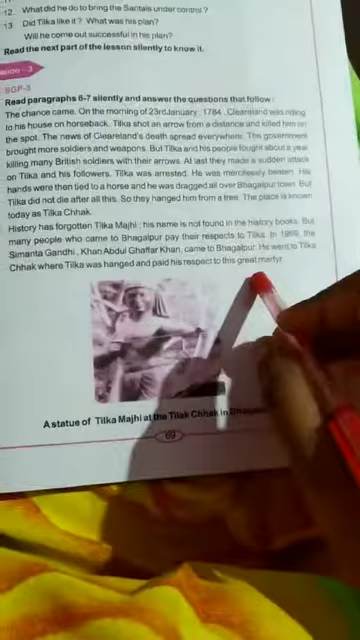 12. What did he do to bring the Santals under control ?
13 Did Tilka like it ? What was his plan?
Will he come out successful in his plan?
Read the next part of the lesson silently to know it.
SGP-3
Read paragraphs 6-7 silently and answer the questions that follow :
The chance came. On the morning of 23rdJanuary , 1784 , Cleareland was riding
to his house on horseback. Tilka shot an arrow from a distance and killed him on
the spot. The news of Cleareland's death spread everywhere. The government
brought more soldiers and weapons. But Tilka and his people fought about a year
killing many British soldiers with their arrows. At last they made a sudden attack
on Tilka and his followers. Tilka was arrested. He was mercilessly beaten. His
hands were then tied to a horse and he was dragged all over Bhagalpur town. But
Tilka did not die after all this. So they hanged him from a tree. The place is known
today as Tilka Chhak.
History has forgotten Tilka Majhi ; his name is not found in the history books. But
many people who came to Bhagalpur pay their respects to Tilka. In 1969, the
Simanta Gandhi , Khan Abdul Ghaffar Khan, came to Bhagalpur. He went to Tilka
Chhak where Tilka was hanged and paid his respect to this great martyr.
A statue of Tilka Majhi at the Tilak Chhak in
69